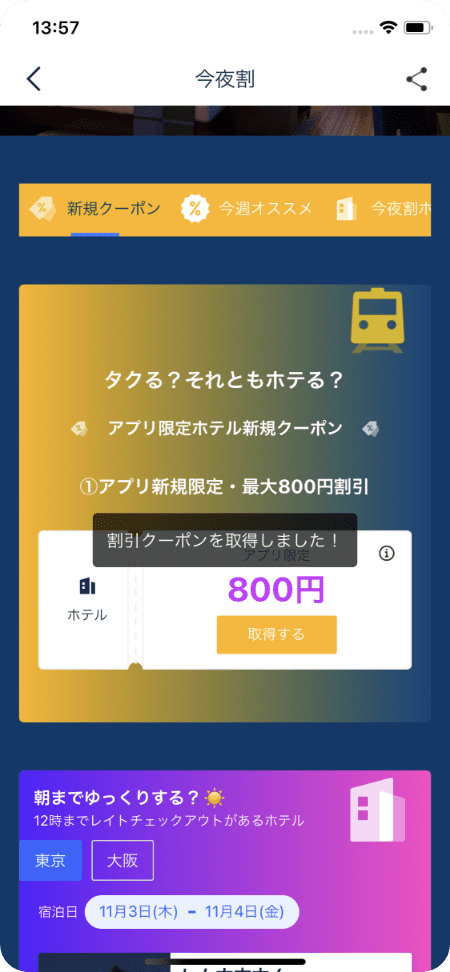 13:57
今夜割
新規クーポン
今週オススメ
今夜割ホ
タクる？それともホテる？
アプリ限定ホテル新規クーポン
①アプリ新規限定・最大800円割引
割引クーポンを取得しました！
アプリ限定
ホテル
800円
取得する
朝までゆっくりする？☀️
12時までレイトチェックアウトがあるホテル
東京
大阪
宿泊日
11月3日(木) − 11月4日(金)